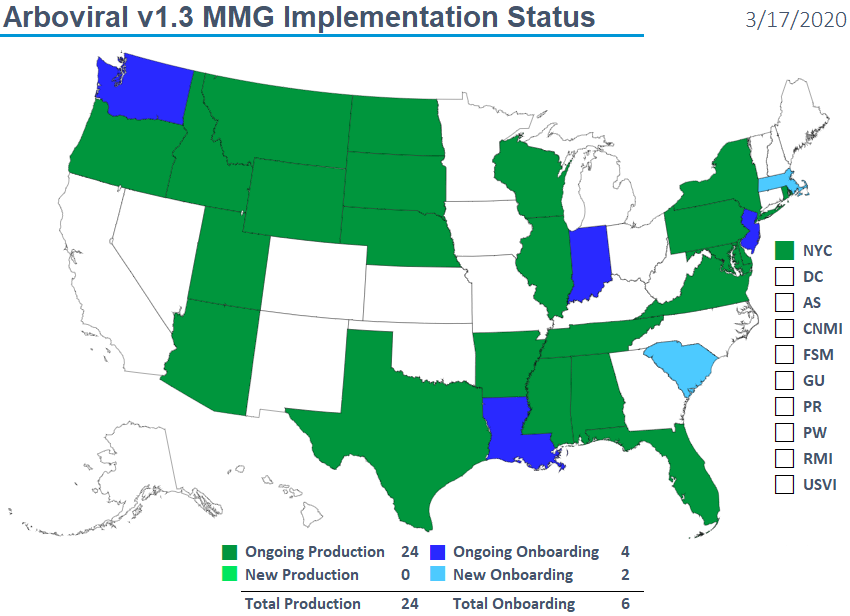 Arboviral v1.3 MMG Implementation Status
3/17/2020
NYC
DC
AS
CNMI
FSM
GU
PR
PW
RMI
USVI
Ongoing Production 24 Ongoing Onboarding 4
New Production 0 New Onboarding 2
Total Production 24 Total Onboarding 6